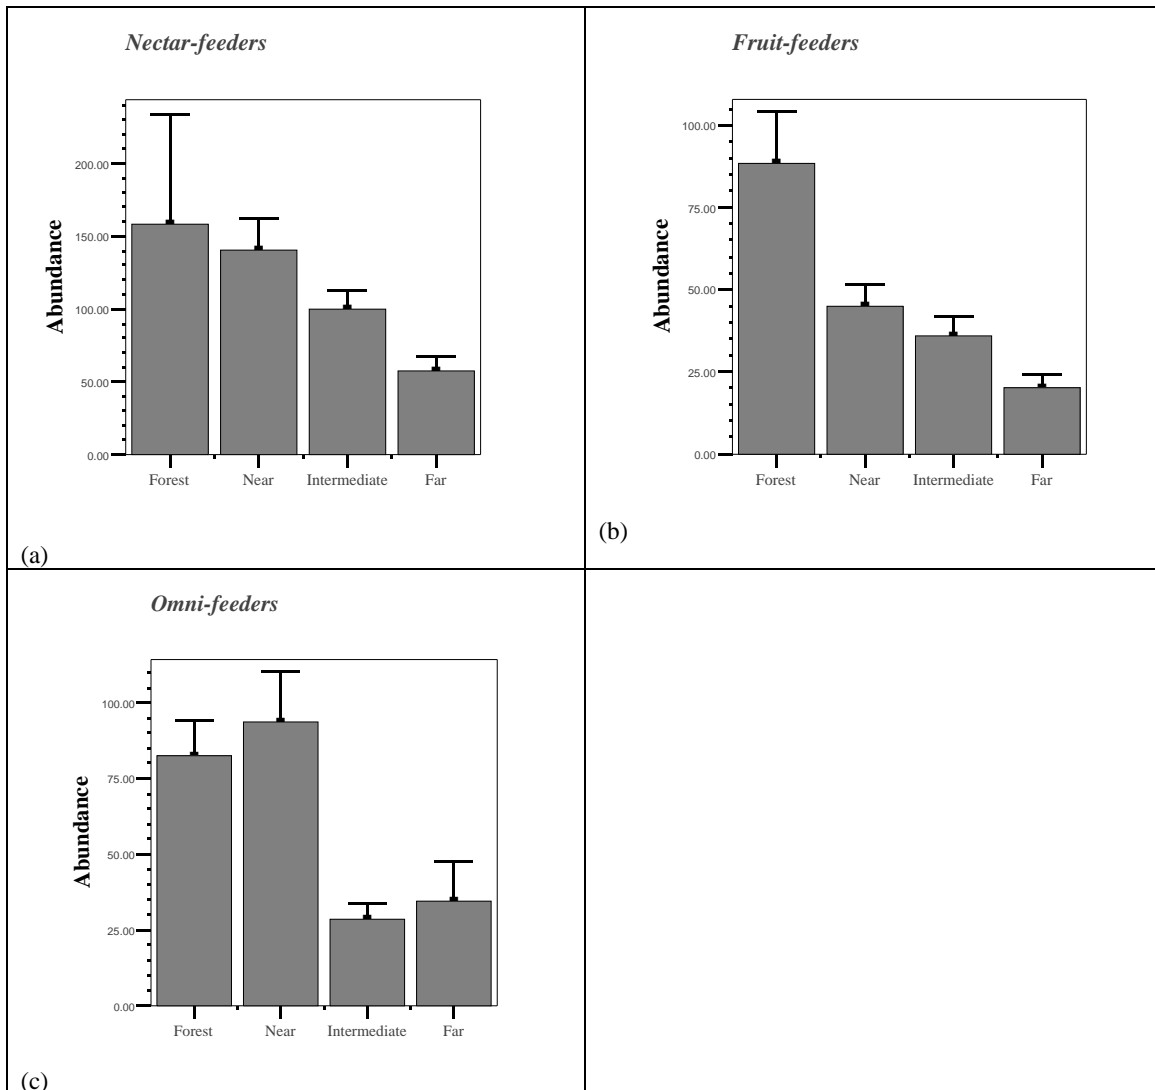 Nectar-feeders
Abundance
200.00
150.00
100.00
50.00
0.00
Forest Near Intermediate Far
(a)
Fruit-feeders
Abundance
100.00
75.00
50.00
25.00
0.00
Forest Near Intermediate Far
(b)
Omni-feeders
Abundance
100.00
75.00
50.00
25.00
0.00
Forest Near Intermediate Far
(c)